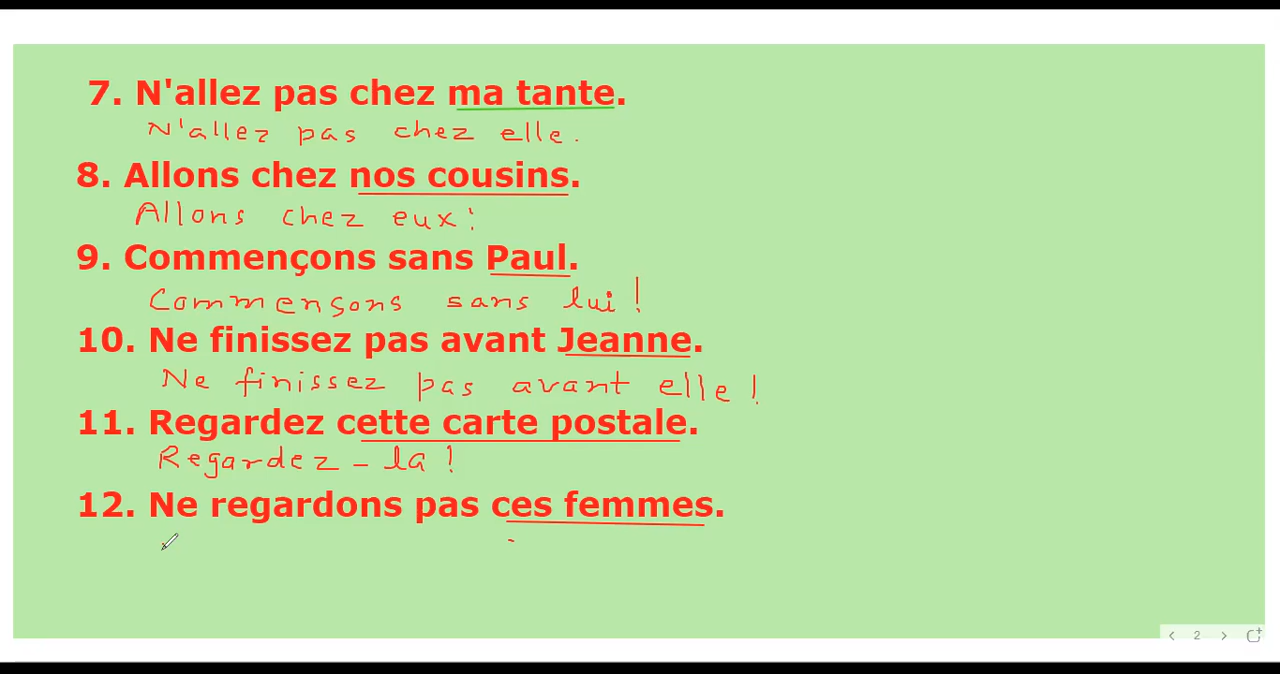 7. N'allez pas chez ma tante.
N'allez pas chez elle.
8. Allons chez nos cousins.
Allons chez eux!
9. Commençons sans Paul.
Commençons sans lui!
10. Ne finissez pas avant Jeanne.
Ne finissez pas avant elle!
11. Regardez cette carte postale.
Regardez-la!
12. Ne regardons pas ces femmes.
2